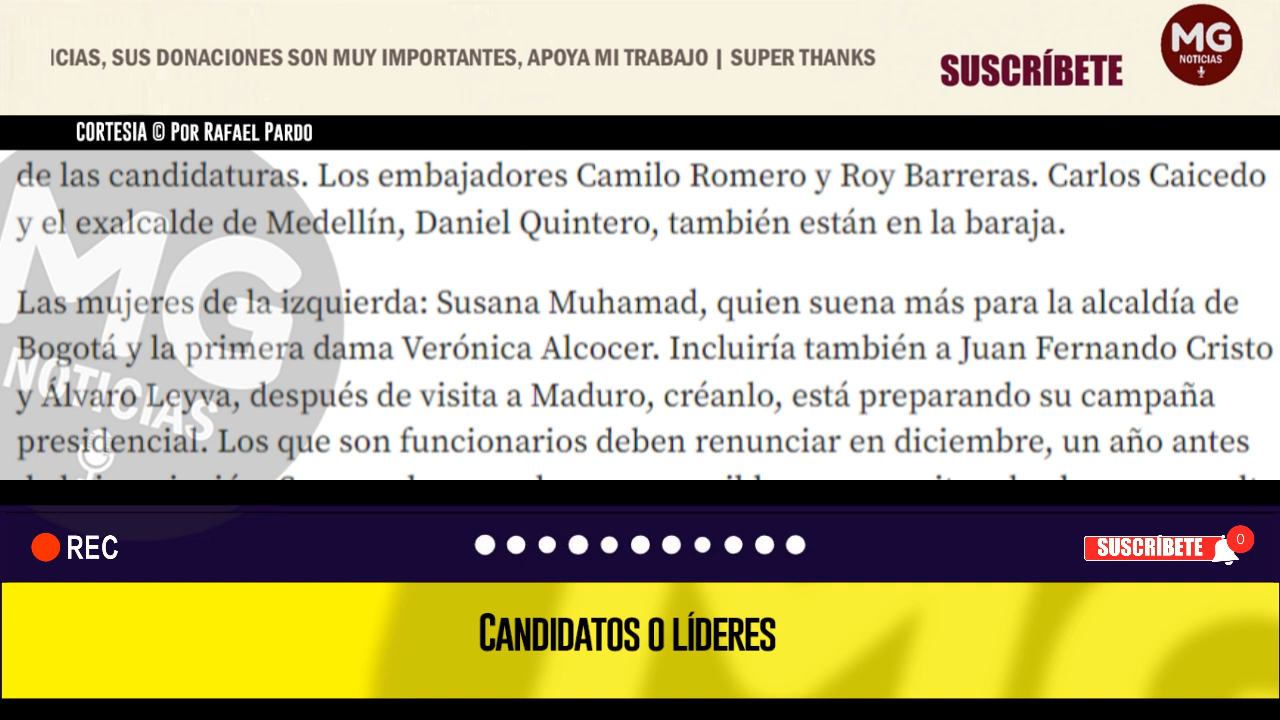 CIAS, SUS DONACIONES SON MUY IMPORTANTES, APOYA MI TRABAJO | SUPER THANKS
SUSCRÍBETE
MG
NOTICIAS
CORTESIA © POR RAFAEL PARDO
de las candidaturas. Los embajadores Camilo Romero y Roy Barreras. Carlos Caicedo
y el exalcalde de Medellín, Daniel Quintero, también están en la baraja.
Las mujeres de la izquierda: Susana Muhamad, quien suena más para la alcaldía de
Bogotá y la primera dama Verónica Alcocer. Incluiría también a Juan Fernando Cristo
y Álvaro Leyva, después de visita a Maduro, créanlo, está preparando su campaña
presidencial. Los que son funcionarios deben renunciar en diciembre, un año antes
MG
NOTICIAS
REC
SUSCRÍBETE
0
CANDIDATOS O LÍDERES